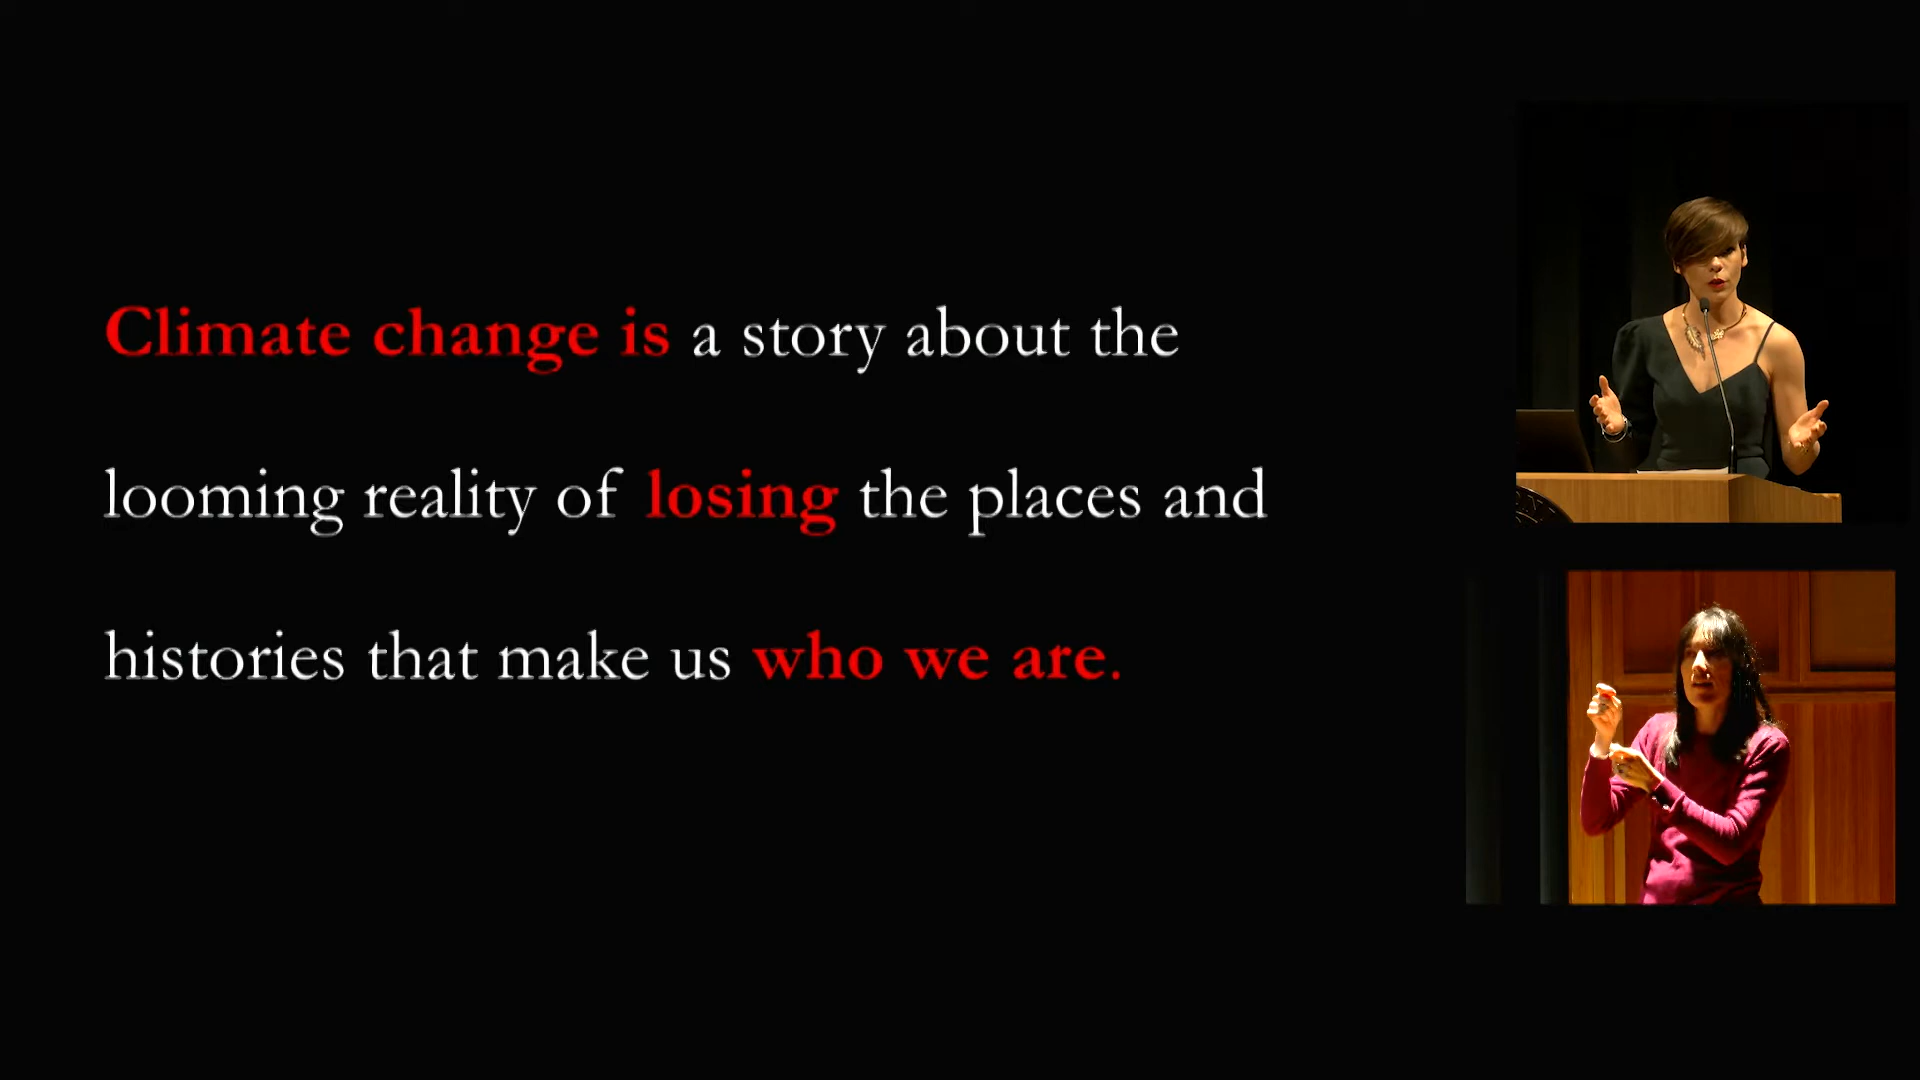 Climate change is a story about the
looming reality of losing the places and
histories that make us who we are.